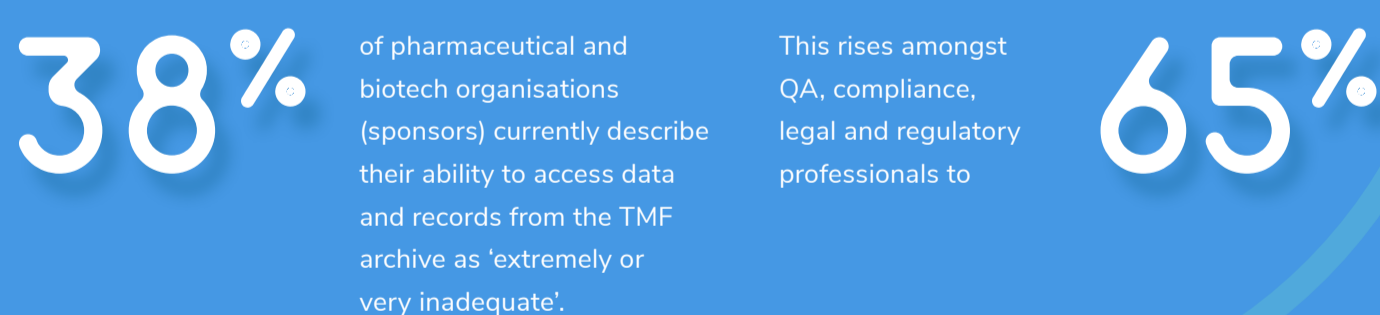 38%
of pharmaceutical and
biotech organisations
(sponsors) currently describe
their ability to access data
and records from the TMF
archive as ‘extremely or
very inadequate’.
This rises amongst
QA, compliance,
legal and regulatory
professionals to
65%